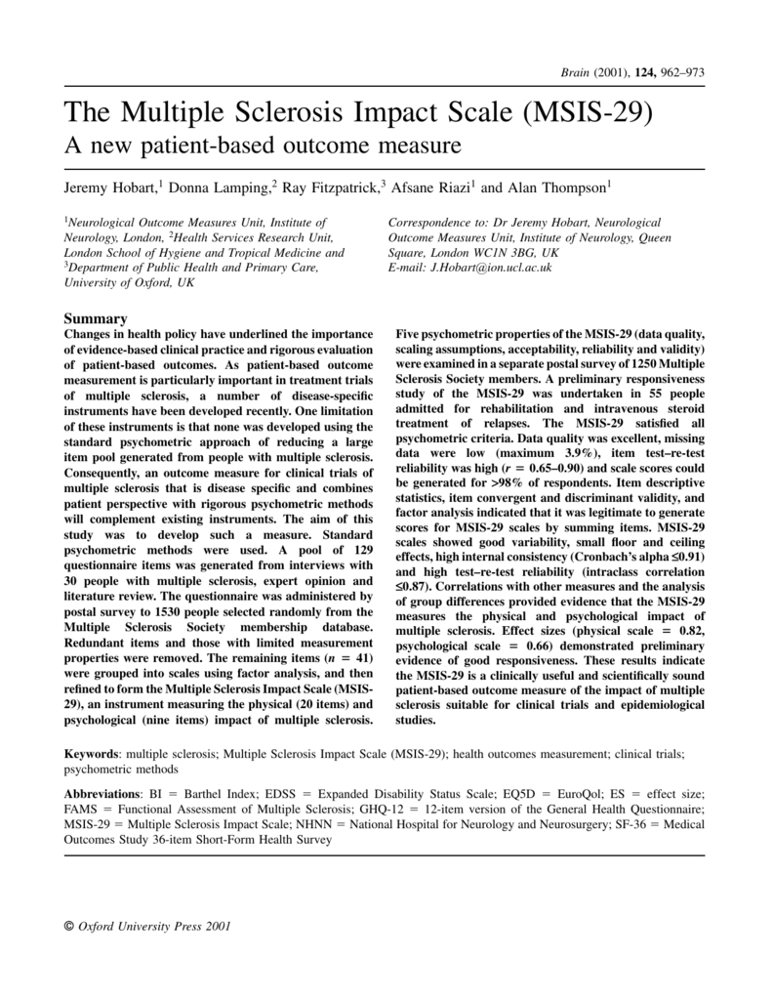 Brain (2001), 124, 962–973
The Multiple Sclerosis Impact Scale (MSIS-29)
A new patient-based outcome measure
Jeremy Hobart,1 Donna Lamping,2 Ray Fitzpatrick,3 Afsane Riazi1 and Alan Thompson1
1Neurological Outcome Measures Unit, Institute of
Neurology, London, 2Health Services Research Unit,
London School of Hygiene and Tropical Medicine and
3Department of Public Health and Primary Care,
University of Oxford, UK
Correspondence to: Dr Jeremy Hobart, Neurological
Outcome Measures Unit, Institute of Neurology, Queen
Square, London WC1N 3BG, UK
E-mail: J.Hobart@ion.ucl.ac.uk
Summary
Changes in health policy have underlined the importance
of evidence-based clinical practice and rigorous evaluation
of patient-based outcomes. As patient-based outcome
measurement is particularly important in treatment trials
of multiple sclerosis, a number of disease-specific
instruments have been developed recently. One limitation
of these instruments is that none was developed using the
standard psychometric approach of reducing a large
item pool generated from people with multiple sclerosis.
Consequently, an outcome measure for clinical trials of
multiple sclerosis that is disease specific and combines
patient perspective with rigorous psychometric methods
will complement existing instruments. The aim of this
study was to develop such a measure. Standard
psychometric methods were used. A pool of 129
questionnaire items was generated from interviews with
30 people with multiple sclerosis, expert opinion and
literature review. The questionnaire was administered by
postal survey to 1530 people selected randomly from the
Multiple Sclerosis Society membership database.
Redundant items and those with limited measurement
properties were removed. The remaining items (n = 41)
were grouped into scales using factor analysis, and then
refined to form the Multiple Sclerosis Impact Scale (MSIS-
29), an instrument measuring the physical (20 items) and
psychological (nine items) impact of multiple sclerosis.
Five psychometric properties of the MSIS-29 (data quality,
scaling assumptions, acceptability, reliability and validity)
were examined in a separate postal survey of 1250 Multiple
Sclerosis Society members. A preliminary responsiveness
study of the MSIS-29 was undertaken in 55 people
admitted for rehabilitation and intravenous steroid
treatment of relapses. The MSIS-29 satisfied all
psychometric criteria. Data quality was excellent, missing
data were low (maximum 3.9%), item test–re-test
reliability was high (r = 0.65–0.90) and scale scores could
be generated for >98% of respondents. Item descriptive
statistics, item convergent and discriminant validity, and
factor analysis indicated that it was legitimate to generate
scores for MSIS-29 scales by summing items. MSIS-29
scales showed good variability, small floor and ceiling
effects, high internal consistency (Cronbach's alpha ≤0.91)
and high test–re-test reliability (intraclass correlation
≤0.87). Correlations with other measures and the analysis
of group differences provided evidence that the MSIS-29
measures the physical and psychological impact of
multiple sclerosis. Effect sizes (physical scale = 0.82,
psychological scale = 0.66) demonstrated preliminary
evidence of good responsiveness. These results indicate
the MSIS-29 is a clinically useful and scientifically sound
patient-based outcome measure of the impact of multiple
sclerosis suitable for clinical trials and epidemiological
studies.
Keywords: multiple sclerosis; Multiple Sclerosis Impact Scale (MSIS-29); health outcomes measurement; clinical trials;
psychometric methods
Abbreviations: BI = Barthel Index; EDSS = Expanded Disability Status Scale; EQ5D = EuroQol; ES = effect size;
FAMS = Functional Assessment of Multiple Sclerosis; GHQ-12 = 12-item version of the General Health Questionnaire;
MSIS-29 = Multiple Sclerosis Impact Scale; NHNN = National Hospital for Neurology and Neurosurgery; SF-36 = Medical
Outcomes Study 36-item Short-Form Health Survey
© Oxford University Press 2001